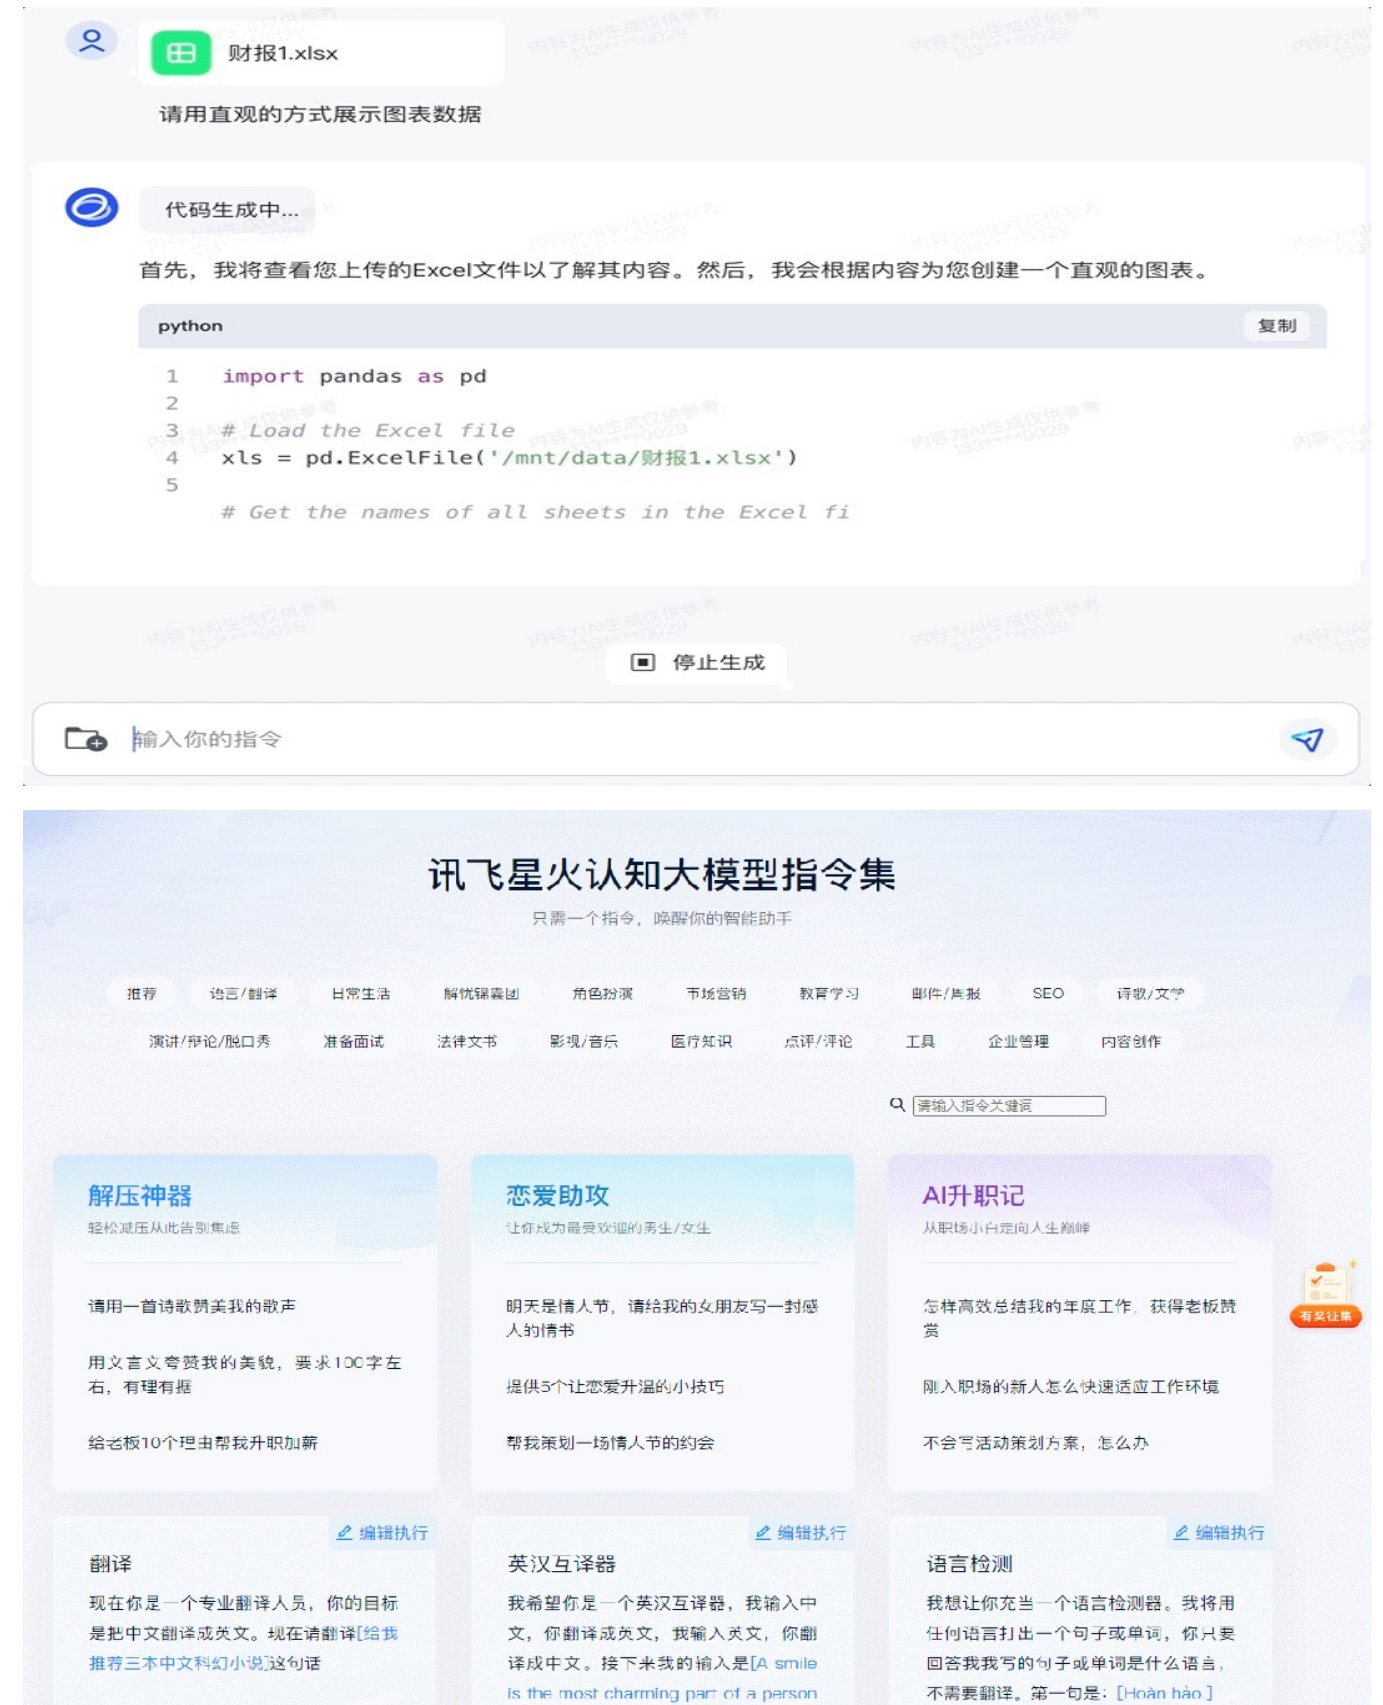 财报1.xlsx
请用直观的方式展示图表数据
代码生成中...
首先，我将查看您上传的Excel文件以了解其内容。然后，我会根据内容为您创建一个直观的图表。
python
复制
1 import pandas as pd
2
3 # Load the Excel file
4 xls = pd.ExcelFile('/mnt/data/财报1.xlsx')
5
# Get the names of all sheets in the Excel fi
内容为AI生成仅供参考
133****0029
停止生成
输入你的指令
讯飞星火认知大模型指令集
只需一个指令，唤醒你的智能助手
推荐 语言/翻译 日常生活 解忧锦囊团 角色扮演 市场营销 教育学习 邮件/周报 SEO 诗歌/文学
演讲/辩论/脱口秀 准备面试 法律文书 影视/音乐 医疗知识 点评/评论 工具 企业管理 内容创作
请输入指令关键词
解压神器
轻松减压从此告别焦虑
请用一首诗歌赞美我的歌声
用文言文夸赞我的美貌，要求100字左
右，有理有据
给老板10个理由帮我升职加薪
恋爱助攻
让你成为最受欢迎的男生/女生
明天是情人节，请给我的女朋友写一封感
人的情书
提供5个让恋爱升温的小技巧
帮我策划一场情人节的约会
AI升职记
从职场小白走向人生巅峰
怎样高效总结我的年度工作，获得老板赞
赏
刚入职场的新人怎么快速适应工作环境
不会写活动策划方案，怎么办
有奖征集
编辑执行
翻译
现在你是一个专业翻译人员，你的目标
是把中文翻译成英文。现在请翻译[给我
推荐三本中文科幻小说]这句话
编辑执行
英汉互译器
我希望你是一个英汉互译器，我输入中
文，你翻译成英文，我输入英文，你翻
译成中文。接下来我的输入是[A smile
is the most charming part of a person
编辑执行
语言检测
我想让你充当一个语言检测器。我将用
任何语言打出一个句子或单词，你只要
回答我我写的句子或单词是什么语言，
不需要翻译。第一句是：[Hoàn hảo ]